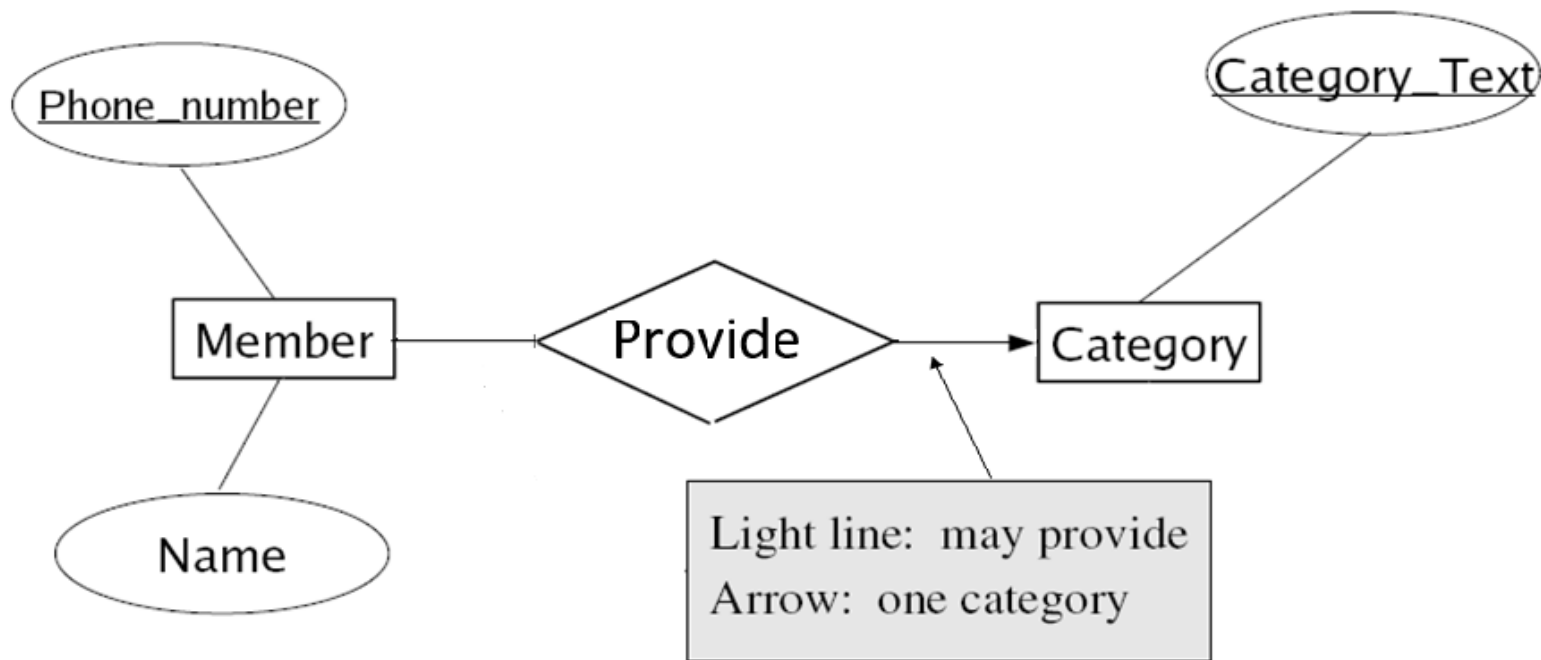 Category_Text
Phone_number
Member
Provide
Category
Name
Light line: may provide
Arrow: one category